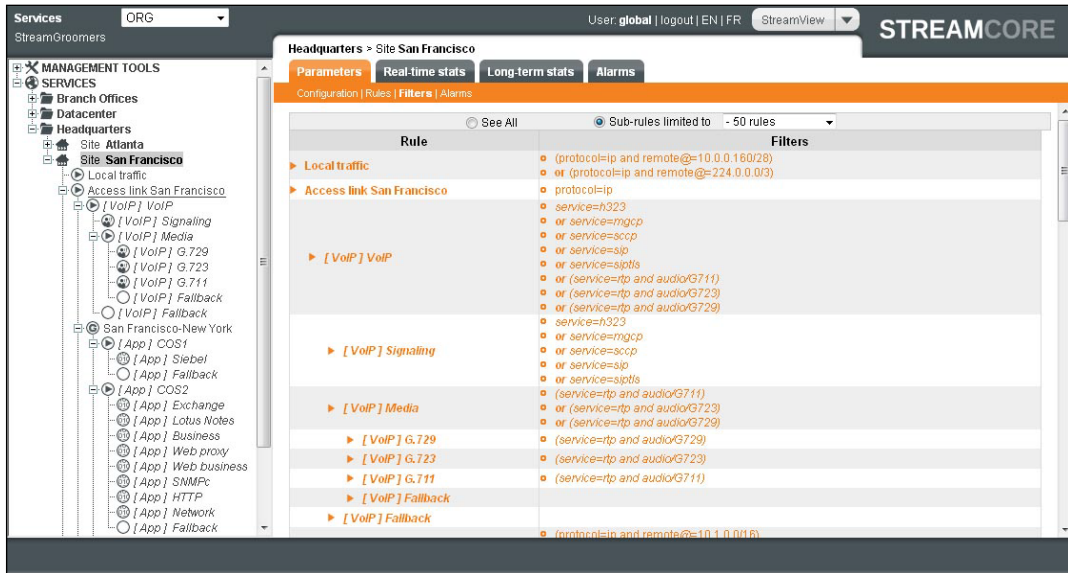 Services ORG
StreamGroomers
User: global | logout | EN | FR StreamView
STREAMCORE
Headquarters > Site San Francisco
Parameters Real-time stats Long-term stats Alarms
Configuration | Rules | Filters | Alarms
MANAGEMENT TOOLS
SERVICES
Branch Offices
Datacenter
Headquarters
Site Atlanta
Site San Francisco
Local traffic
Access link San Francisco
[VoIP] VoIP
[VoIP] Signaling
[VoIP] Media
[VoIP] G.729
[VoIP] G.723
[VoIP] G.711
[VoIP] Fallback
[VoIP] Fallback
San Francisco-New York
[App] COS1
[App] Siebel
[App] Fallback
[App] COS2
[App] Exchange
[App] Lotus Notes
[App] Business
[App] Web proxy
[App] Web business
[App] SNMPc
[App] HTTP
[App] Network
[App] Fallback
See All Sub-rules limited to - 50 rules
Rule Filters
Local traffic
(protocol=ip and remote@=10.0.0.160/28)
or (protocol=ip and remote@=224.0.0.0/3)
Access link San Francisco
protocol=ip
[VoIP] VoIP
service=h323
or service=mgcp
or service=sccp
or service=sip
or service=siptls
or (service=rtp and audio/G711)
or (service=rtp and audio/G723)
or (service=rtp and audio/G729)
[VoIP] Signaling
service=h323
or service=mgcp
or service=sccp
or service=sip
or service=siptls
[VoIP] Media
(service=rtp and audio/G711)
or (service=rtp and audio/G723)
or (service=rtp and audio/G729)
[VoIP] G.729
(service=rtp and audio/G729)
[VoIP] G.723
(service=rtp and audio/G723)
[VoIP] G.711
(service=rtp and audio/G711)
[VoIP] Fallback
[VoIP] Fallback
(protocol=ip and remote@=10.1.0.0/16)